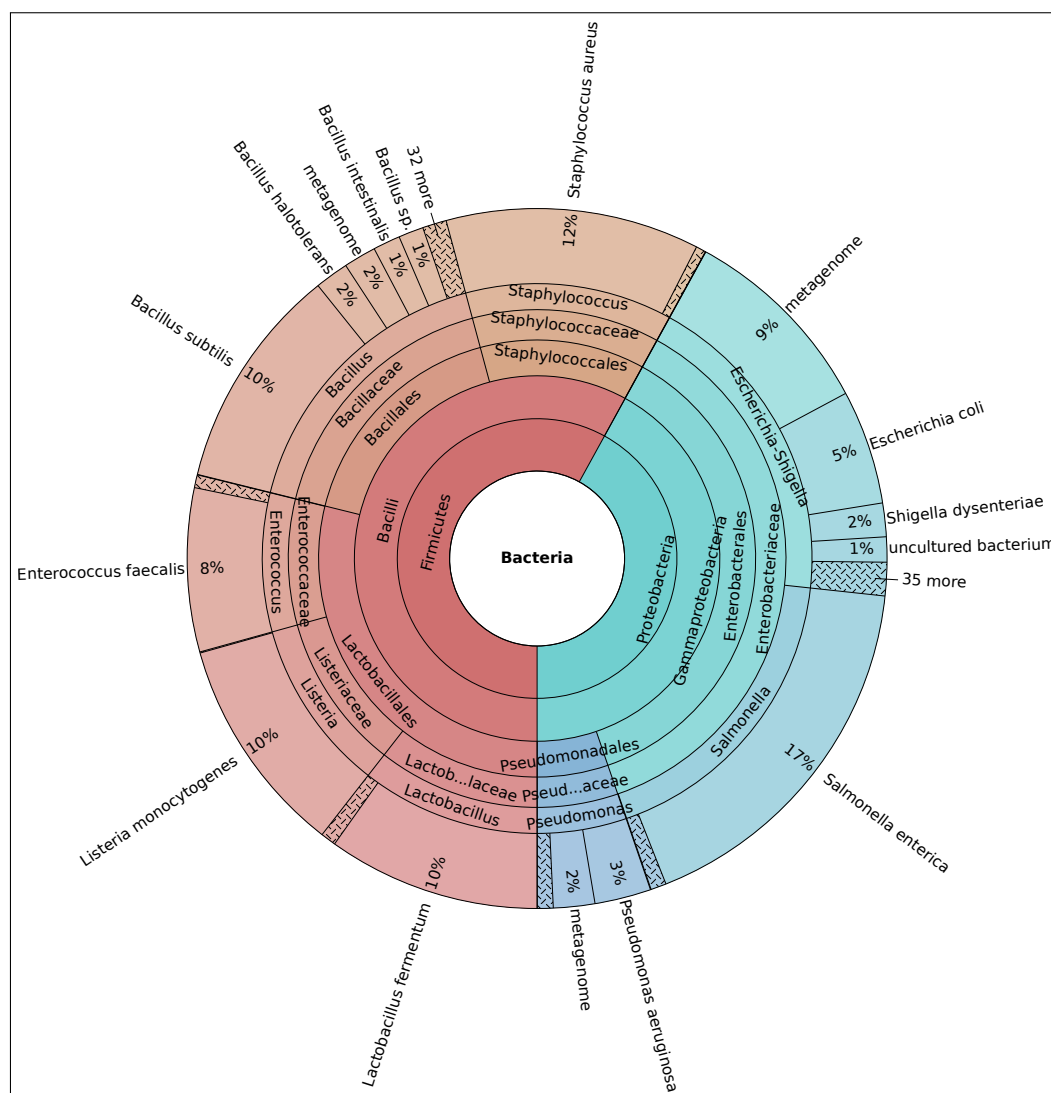 Bacteria
Firmicutes
Bacilli
Proteobacteria
Gammaproteobacteria
Staphylococcales
Staphylococcaceae
Staphylococcus
Staphylococcus aureus
12%
Enterobacterales
Enterobacteriaceae
Escherichia-Shigella
metagenome
9%
Escherichia coli
5%
Shigella dysenteriae
2%
uncultured bacterium
1%
35 more
Salmonella
Salmonella enterica
17%
Pseudomonadales
Pseud...aceae
Pseudomonas
Pseudomonas aeruginosa
3%
metagenome
2%
Lactobacillales
Lactob...laceae
Lactobacillus
Lactobacillus fermentum
10%
Listeriaceae
Listeria
Listeria monocytogenes
10%
Enterococcaceae
Enterococcus
Enterococcus faecalis
8%
Bacillales
Bacillaceae
Bacillus
Bacillus subtilis
10%
Bacillus halotolerans
2%
metagenome
2%
Bacillus intestinalis
1%
Bacillus sp.
1%
32 more